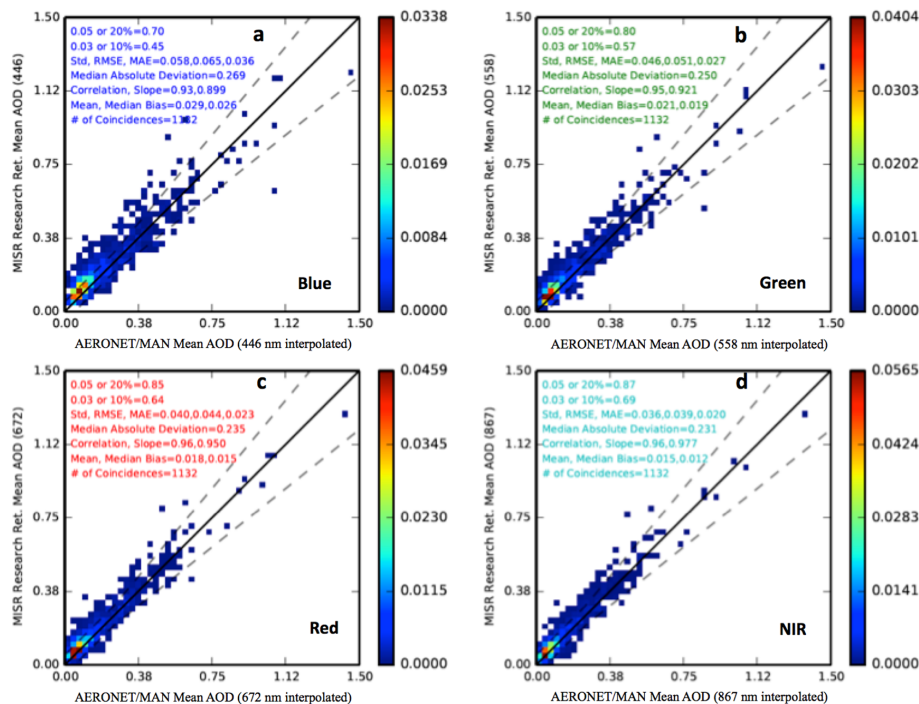 a
0.05 or 20%=0.70
0.03 or 10%=0.45
Std, RMSE, MAE=0.058,0.065,0.036
Median Absolute Deviation=0.269
Correlation, Slope=0.93,0.899
Mean, Median Bias=0.029,0.026
# of Coincidences=1132
Blue
MISR Research Ret. Mean AOD (446)
1.50
1.12
0.75
0.38
0.00
0.00 0.38 0.75 1.12 1.50
AERONET/MAN Mean AOD (446 nm interpolated)
0.0338
0.0253
0.0169
0.0084
0.0000
b
0.05 or 20%=0.80
0.03 or 10%=0.57
Std, RMSE, MAE=0.046,0.051,0.027
Median Absolute Deviation=0.250
Correlation, Slope=0.95,0.921
Mean, Median Bias=0.021,0.019
# of Coincidences=1132
Green
MISR Research Ret. Mean AOD (558)
1.50
1.12
0.75
0.38
0.00
0.00 0.38 0.75 1.12 1.50
AERONET/MAN Mean AOD (558 nm interpolated)
0.0404
0.0303
0.0202
0.0101
0.0000
c
0.05 or 20%=0.85
0.03 or 10%=0.64
Std, RMSE, MAE=0.040,0.044,0.023
Median Absolute Deviation=0.235
Correlation, Slope=0.96,0.950
Mean, Median Bias=0.018,0.015
# of Coincidences=1132
Red
MISR Research Ret. Mean AOD (672)
1.50
1.12
0.75
0.38
0.00
0.00 0.38 0.75 1.12 1.50
AERONET/MAN Mean AOD (672 nm interpolated)
0.0459
0.0345
0.0230
0.0115
0.0000
d
0.05 or 20%=0.87
0.03 or 10%=0.69
Std, RMSE, MAE=0.036,0.039,0.020
Median Absolute Deviation=0.231
Correlation, Slope=0.96,0.977
Mean, Median Bias=0.015,0.012
# of Coincidences=1132
NIR
MISR Research Ret. Mean AOD (867)
1.50
1.12
0.75
0.38
0.00
0.00 0.38 0.75 1.12 1.50
AERONET/MAN Mean AOD (867 nm interpolated)
0.0565
0.0424
0.0283
0.0141
0.0000